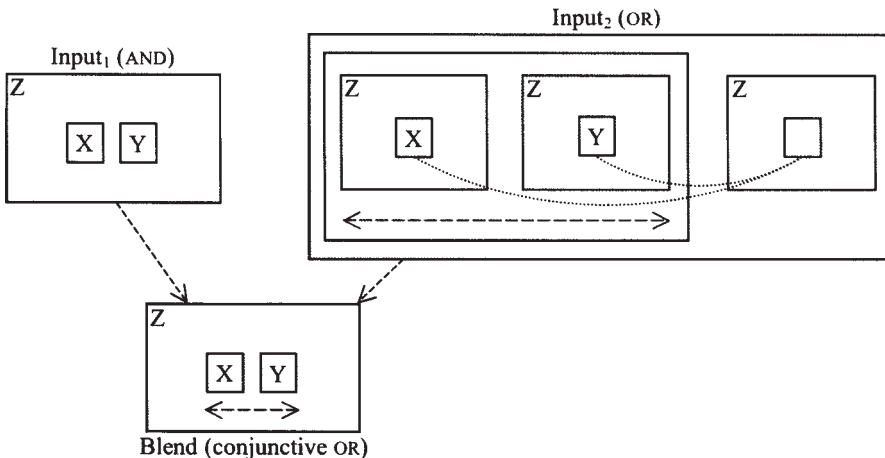 Input₂ (OR)
Input₁ (AND)
Z
X Y
Z Z Z
X Y
Z
X Y
Blend (conjunctive OR)